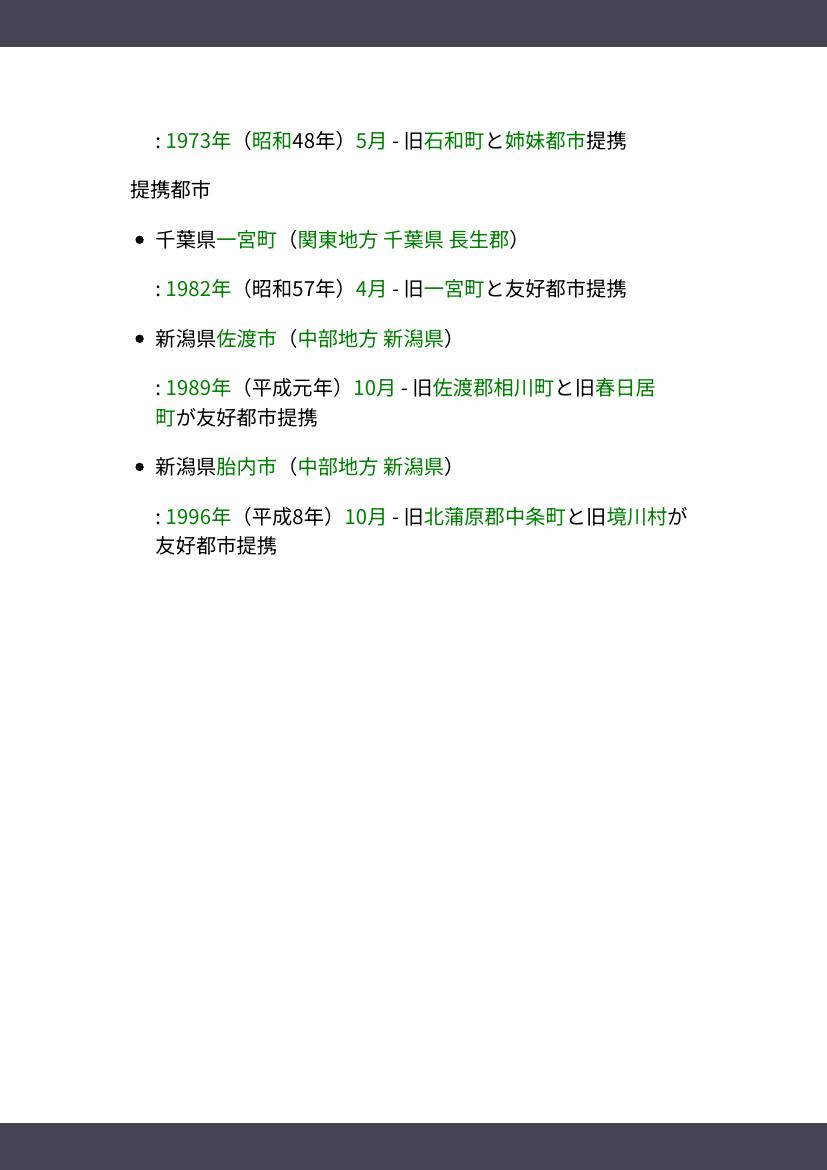 : 1973年（昭和48年）5月 - 旧石和町と姉妹都市提携
提携都市
● 千葉県一宮町（関東地方 千葉県 長生郡）
: 1982年（昭和57年）4月 - 旧一宮町と友好都市提携
● 新潟県佐渡市（中部地方 新潟県）
: 1989年（平成元年）10月 - 旧佐渡郡相川町と旧春日居
町が友好都市提携
● 新潟県胎内市（中部地方 新潟県）
: 1996年（平成8年）10月 - 旧北蒲原郡中条町と旧境川村が
友好都市提携